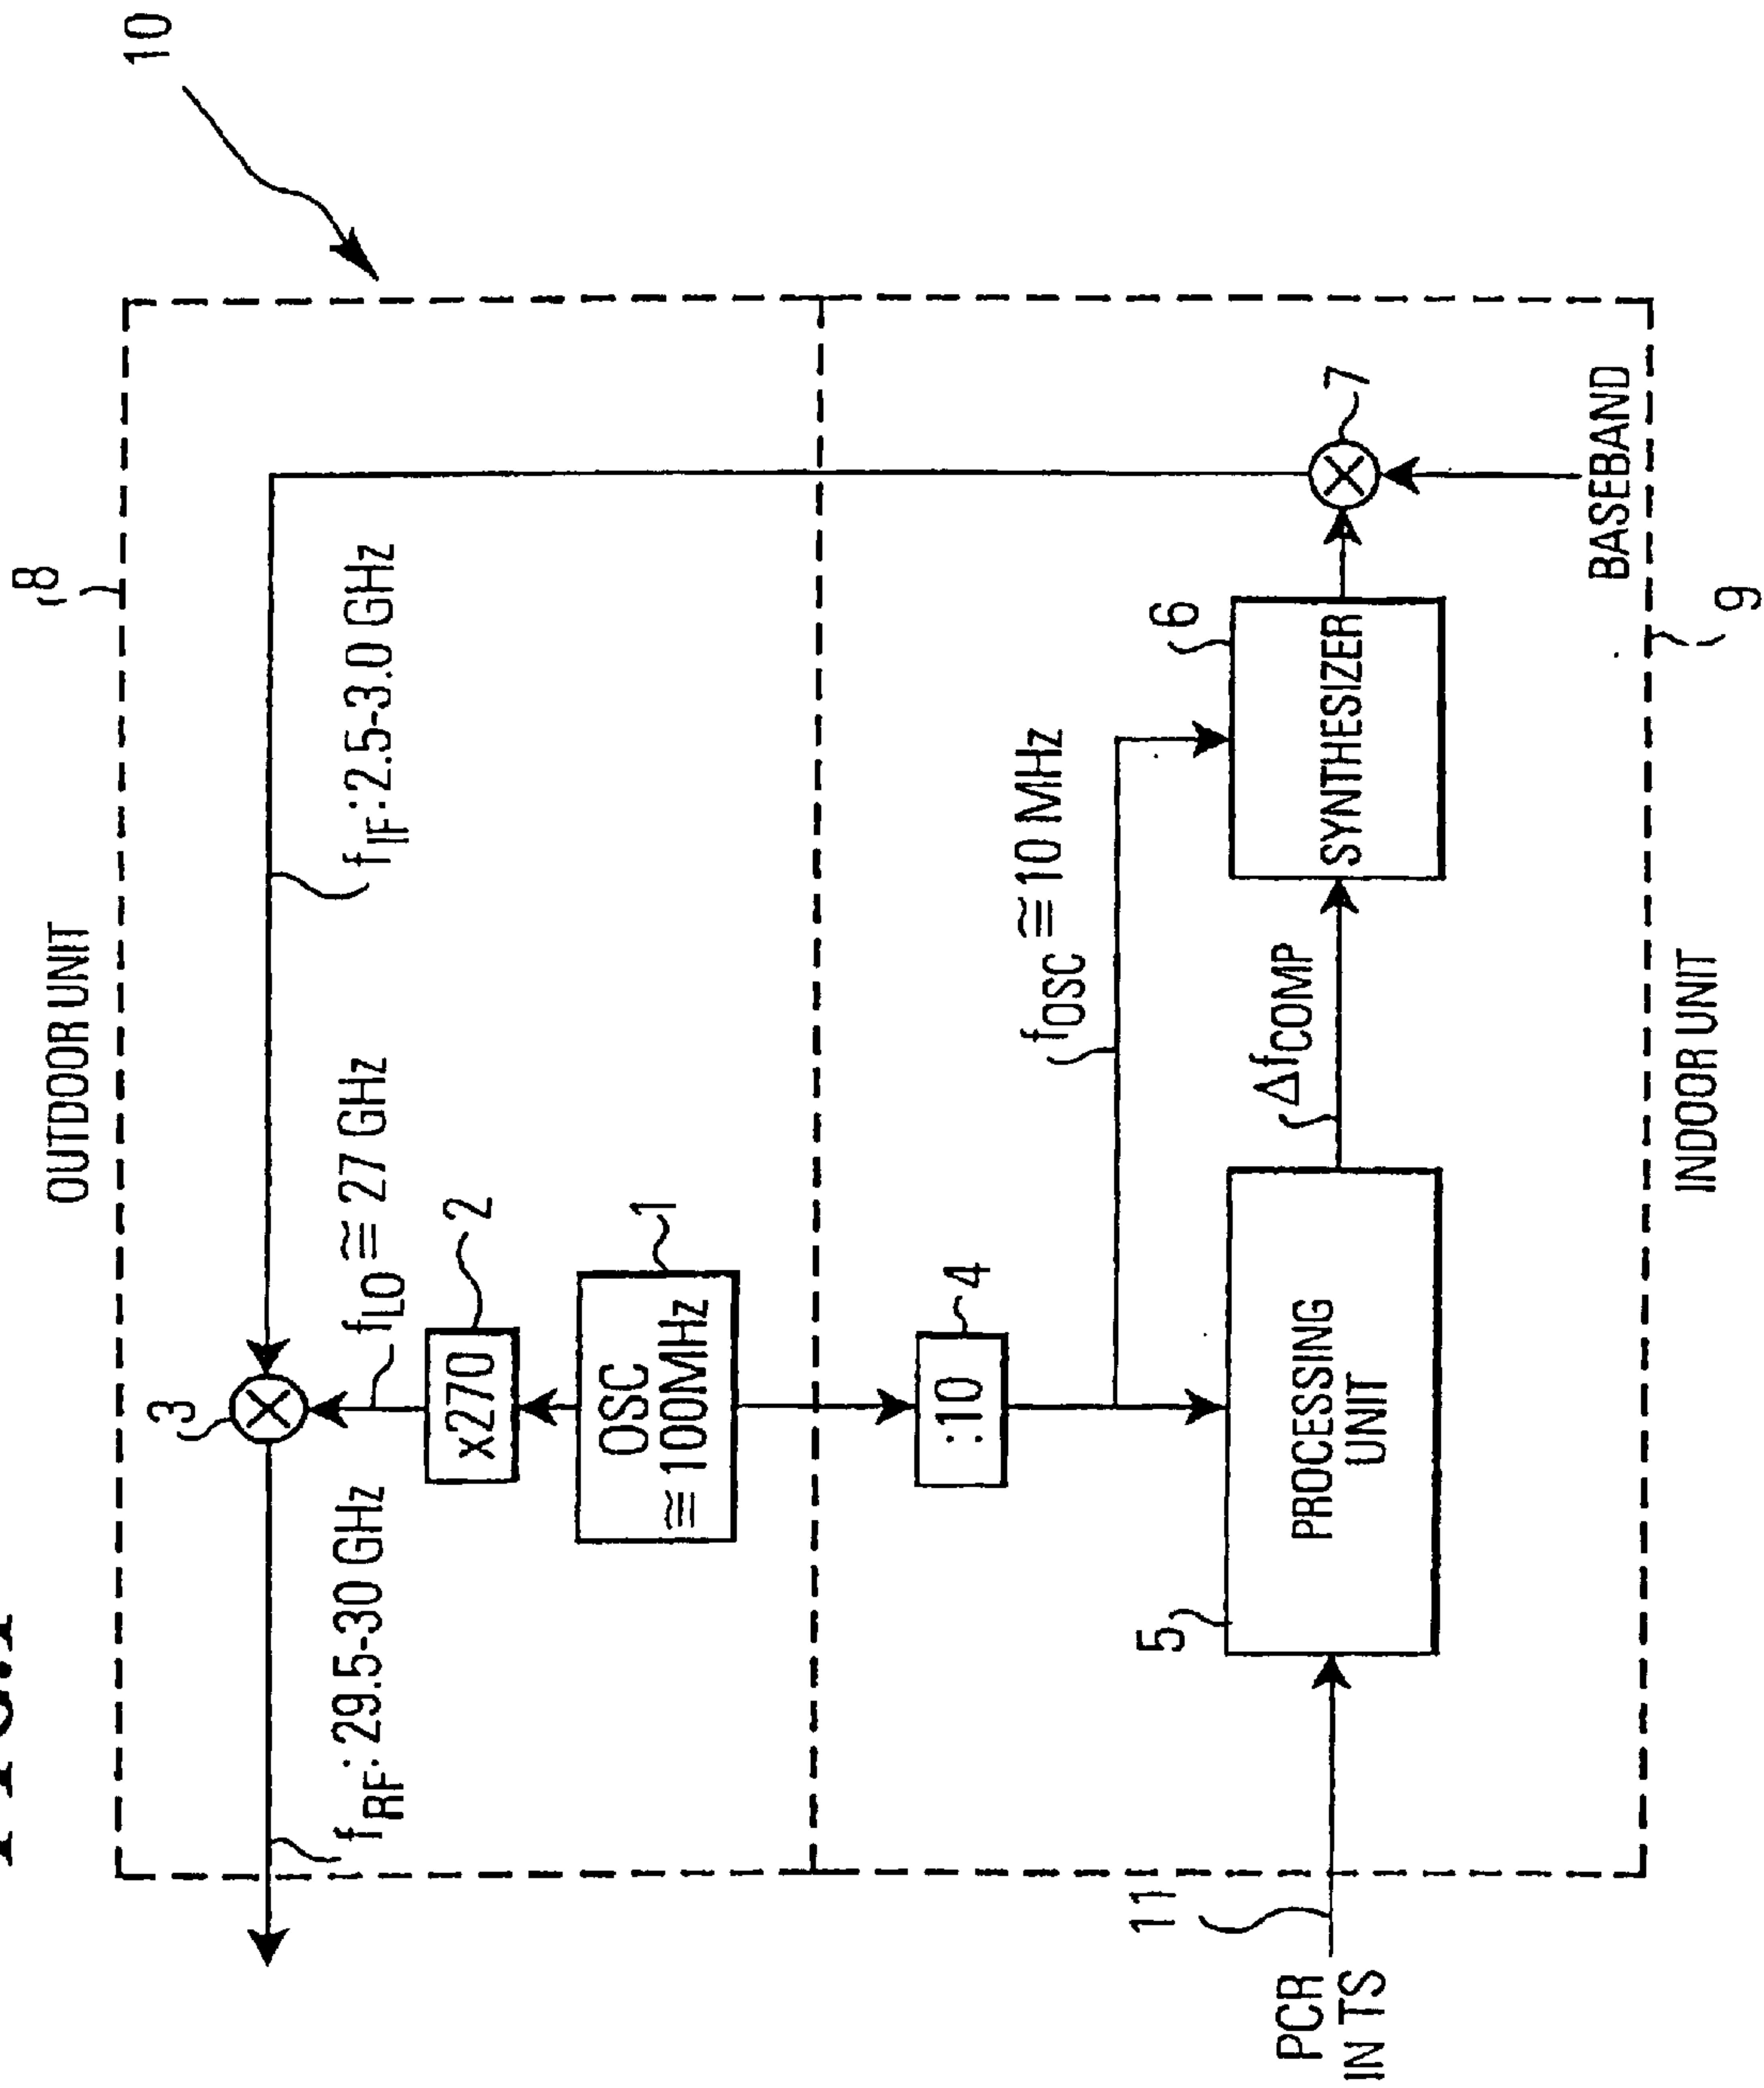 8
OUTDOOR UNIT
10
3
fRF: 29.5-30 GHz
fLO ≅ 27 GHz
fIF: 2.5-3.0 GHz
2
x270
1
OSC
≅ 100MHz
4
:10
fOSC ≅ 10 MHz
11
5
6
ΔfCOMP
PCR
IN TS
PROCESSING
UNIT
SYNTHESIZER
7
BASEBAND
INDOOR UNIT
9